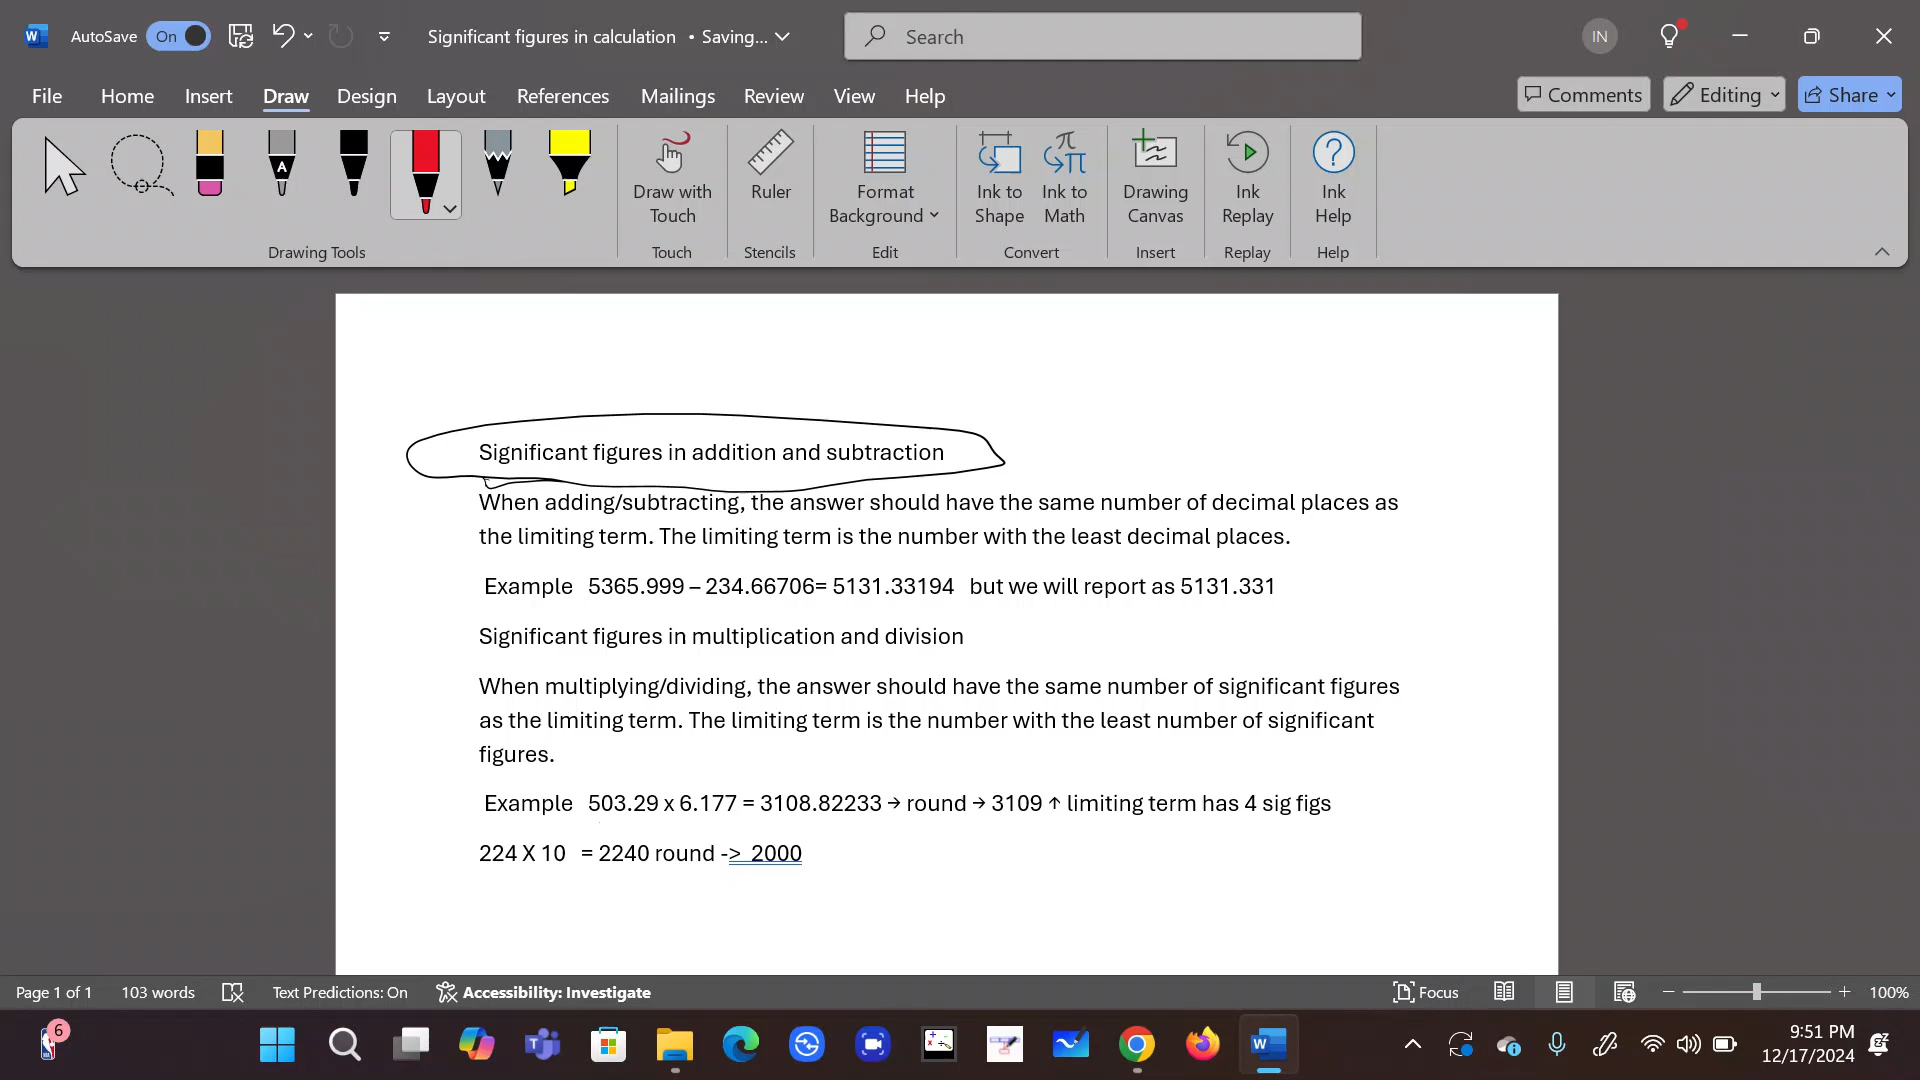 AutoSave On Significant figures in calculation • Saving... Search IN
File Home Insert Draw Design Layout References Mailings Review View Help Comments Editing Share
A
Draw with Touch Ruler Format Background Ink to Shape Ink to Math Drawing Canvas Ink Replay Ink Help
Drawing Tools Touch Stencils Edit Convert Insert Replay Help
Significant figures in addition and subtraction
When adding/subtracting, the answer should have the same number of decimal places as
the limiting term. The limiting term is the number with the least decimal places.
Example 5365.999 – 234.66706= 5131.33194 but we will report as 5131.331
Significant figures in multiplication and division
When multiplying/dividing, the answer should have the same number of significant figures
as the limiting term. The limiting term is the number with the least number of significant
figures.
Example 503.29 x 6.177 = 3108.82233 → round → 3109 ↑ limiting term has 4 sig figs
224 X 10 = 2240 round -> 2000
Page 1 of 1 103 words Text Predictions: On Accessibility: Investigate Focus 100%
6
9:51 PM
12/17/2024